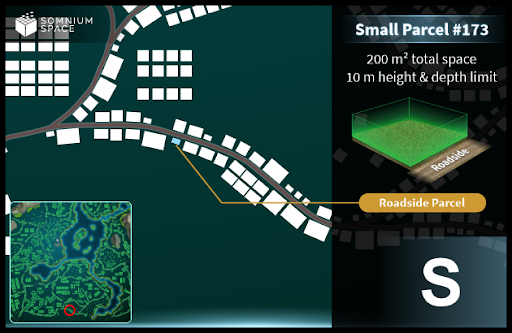 SOMNIUM
SPACE
Small Parcel #173
200 m² total space
10 m height & depth limit
Roadside
Roadside Parcel
S